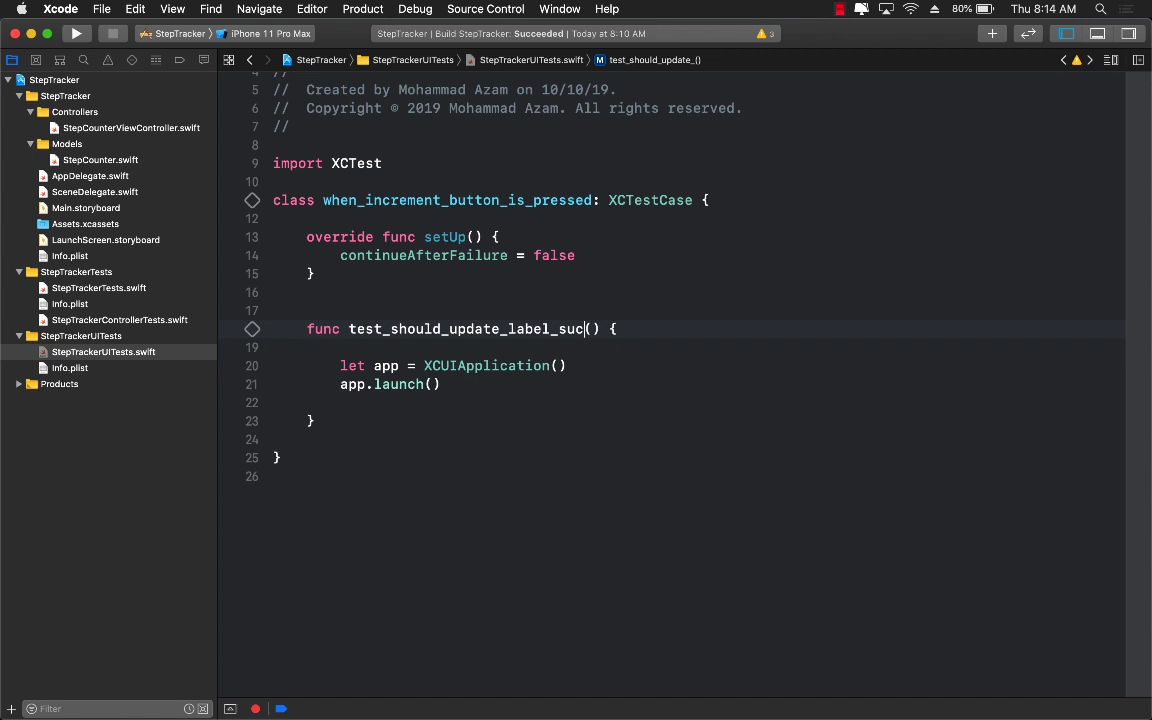 Xcode File Edit View Find Navigate Editor Product Debug Source Control Window Help 80% Thu 8:14 AM
StepTracker iPhone 11 Pro Max StepTracker | Build StepTracker: Succeeded | Today at 8:10 AM 3
StepTracker StepTrackerUITests StepTrackerUITests.swift M test_should_update_()
StepTracker
StepTracker
Controllers
StepCounterViewController.swift
Models
StepCounter.swift
AppDelegate.swift
SceneDelegate.swift
Main.storyboard
Assets.xcassets
LaunchScreen.storyboard
Info.plist
StepTrackerTests
StepTrackerTests.swift
Info.plist
StepTrackerControllerTests.swift
StepTrackerUITests
StepTrackerUITests.swift
Info.plist
Products
Filter
4 //
5 //  Created by Mohammad Azam on 10/10/19.
6 //  Copyright © 2019 Mohammad Azam. All rights reserved.
7 //
8
9 import XCTest
10
class when_increment_button_is_pressed: XCTestCase {
12
13 override func setUp() {
14 continueAfterFailure = false
15 }
16
17
func test_should_update_label_suc() {
19
20 let app = XCUIApplication()
21 app.launch()
22
23 }
24
25 }
26